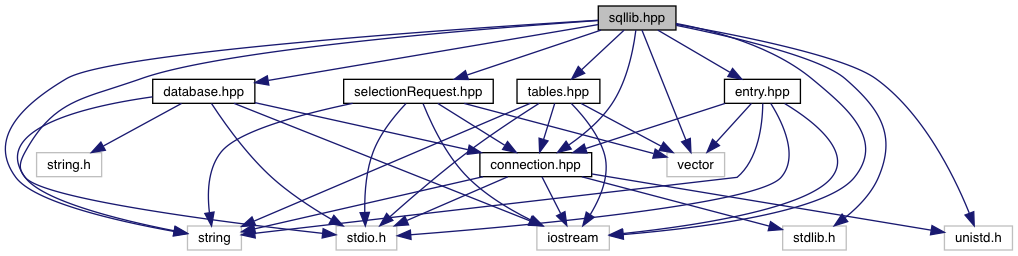 sqllib.hpp
database.hpp
selectionRequest.hpp
tables.hpp
entry.hpp
string.h
connection.hpp
vector
string
stdio.h
iostream
stdlib.h
unistd.h